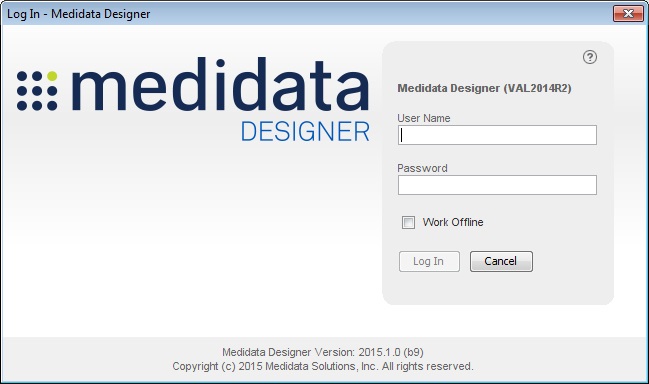 Log In - Medidata Designer
medidata
DESIGNER
?
Medidata Designer (VAL2014R2)
User Name
Password
Work Offline
Log In
Cancel
Medidata Designer Version: 2015.1.0 (b9)
Copyright (c) 2015 Medidata Solutions, Inc. All rights reserved.